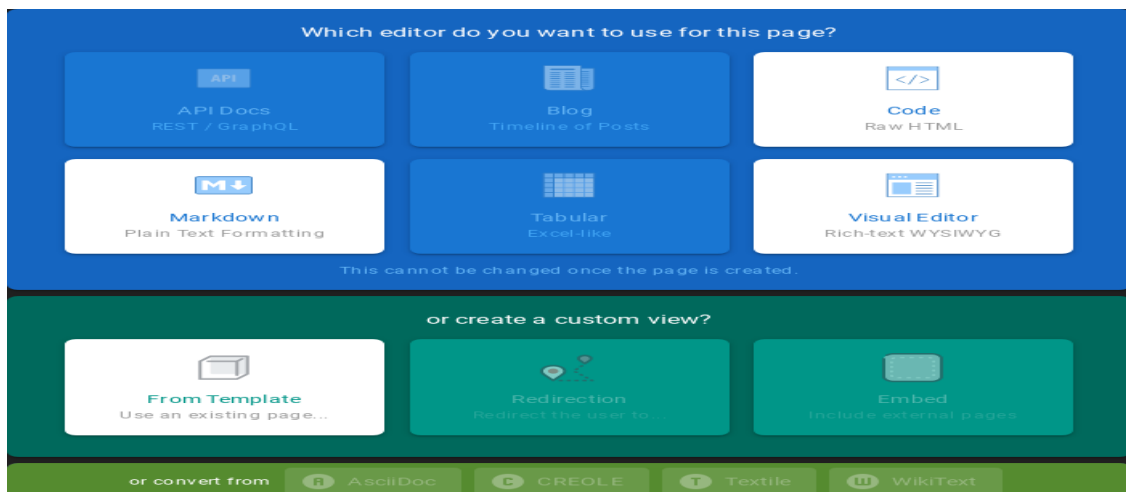 Which editor do you want to use for this page?
API
API Docs
REST / GraphQL
Blog
Timeline of Posts
</>
Code
Raw HTML
M
Markdown
Plain Text Formatting
Tabular
Excel-like
Visual Editor
Rich-text WYSIWYG
This cannot be changed once the page is created.
or create a custom view?
From Template
Use an existing page...
Redirection
Redirect the user to...
Embed
Include external pages
or convert from
A AsciiDoc
C CREOLE
T Textile
W WikiText